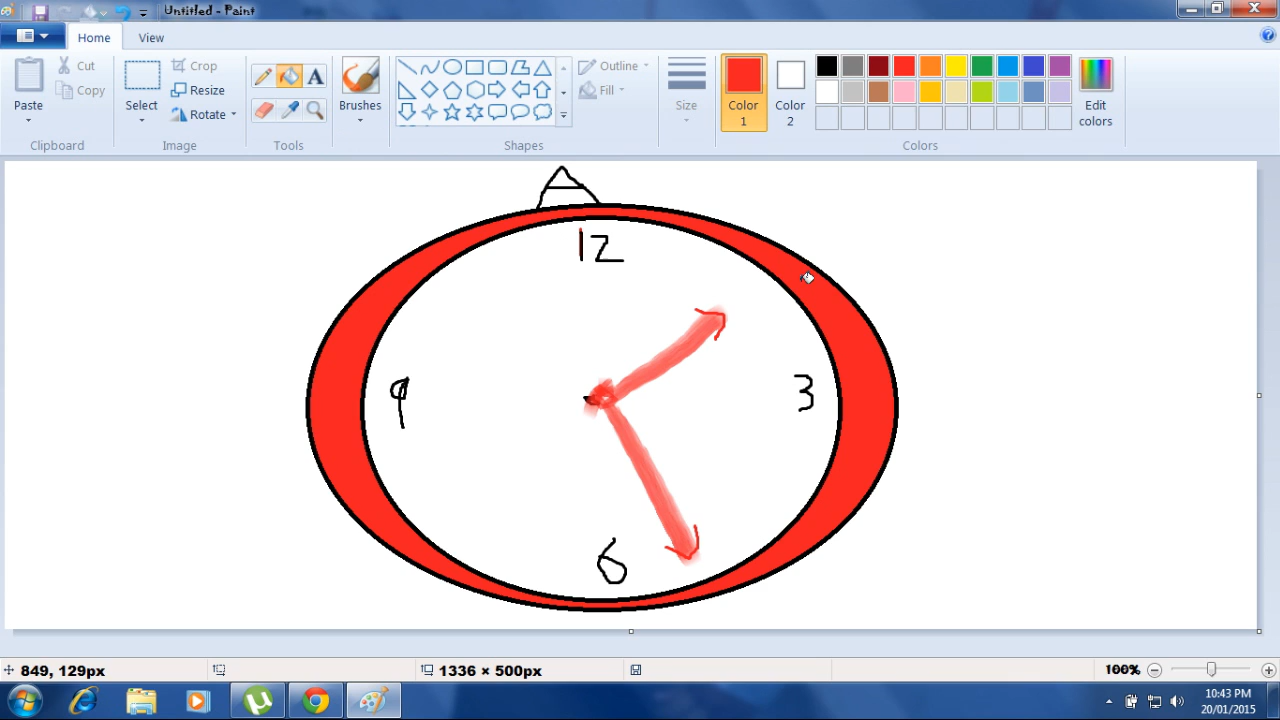 Untitled - Paint
Home View
Paste
Cut
Copy
Clipboard
Select
Crop
Resize
Rotate
Image
A
Tools
Brushes
Outline
Fill
Shapes
Size
Color 1
Color 2
Edit colors
Colors
12
9
3
6
849, 129px
1336 × 500px
100%
10:43 PM
20/01/2015